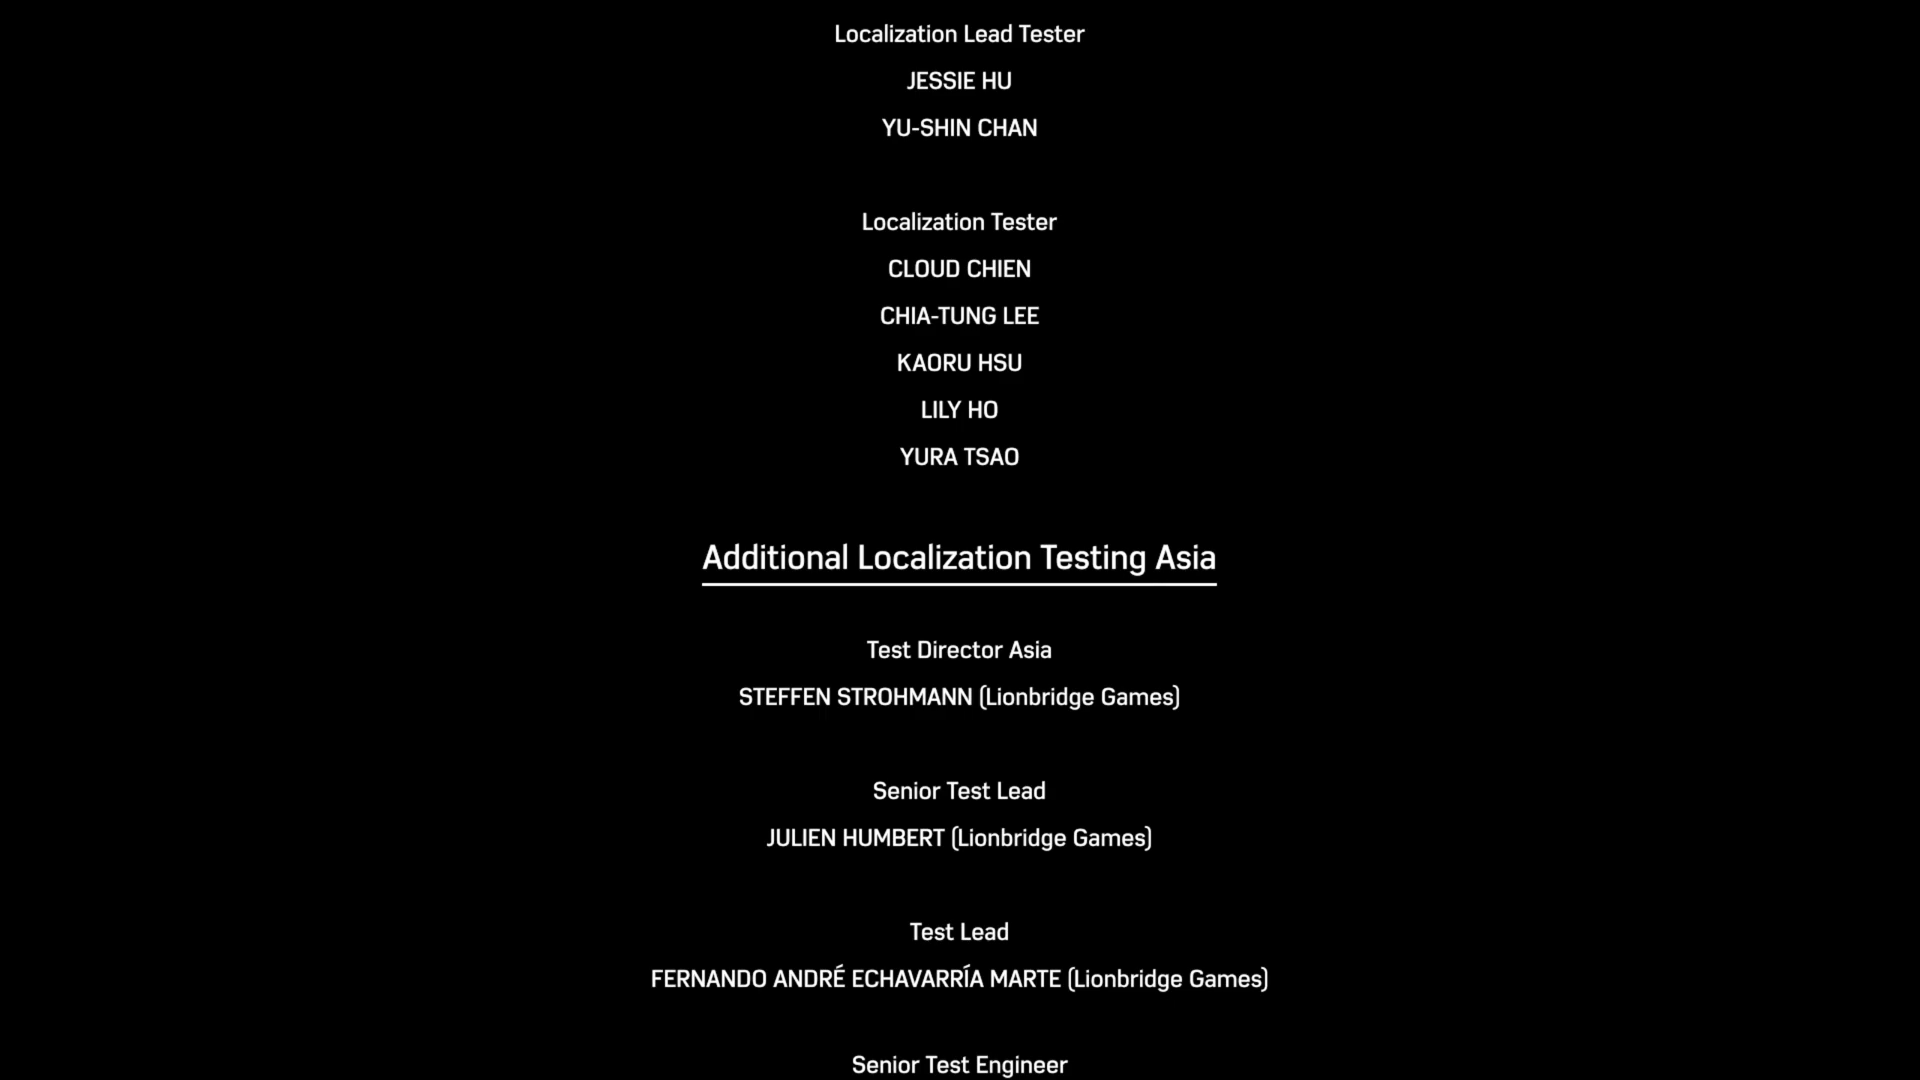 Localization Lead Tester
JESSIE HU
YU-SHIN CHAN
Localization Tester
CLOUD CHIEN
CHIA-TUNG LEE
KAORU HSU
LILY HO
YURA TSAO
Additional Localization Testing Asia
Test Director Asia
STEFFEN STROHMANN (Lionbridge Games)
Senior Test Lead
JULIEN HUMBERT (Lionbridge Games)
Test Lead
FERNANDO ANDRÉ ECHAVARRÍA MARTE (Lionbridge Games)
Senior Test Engineer